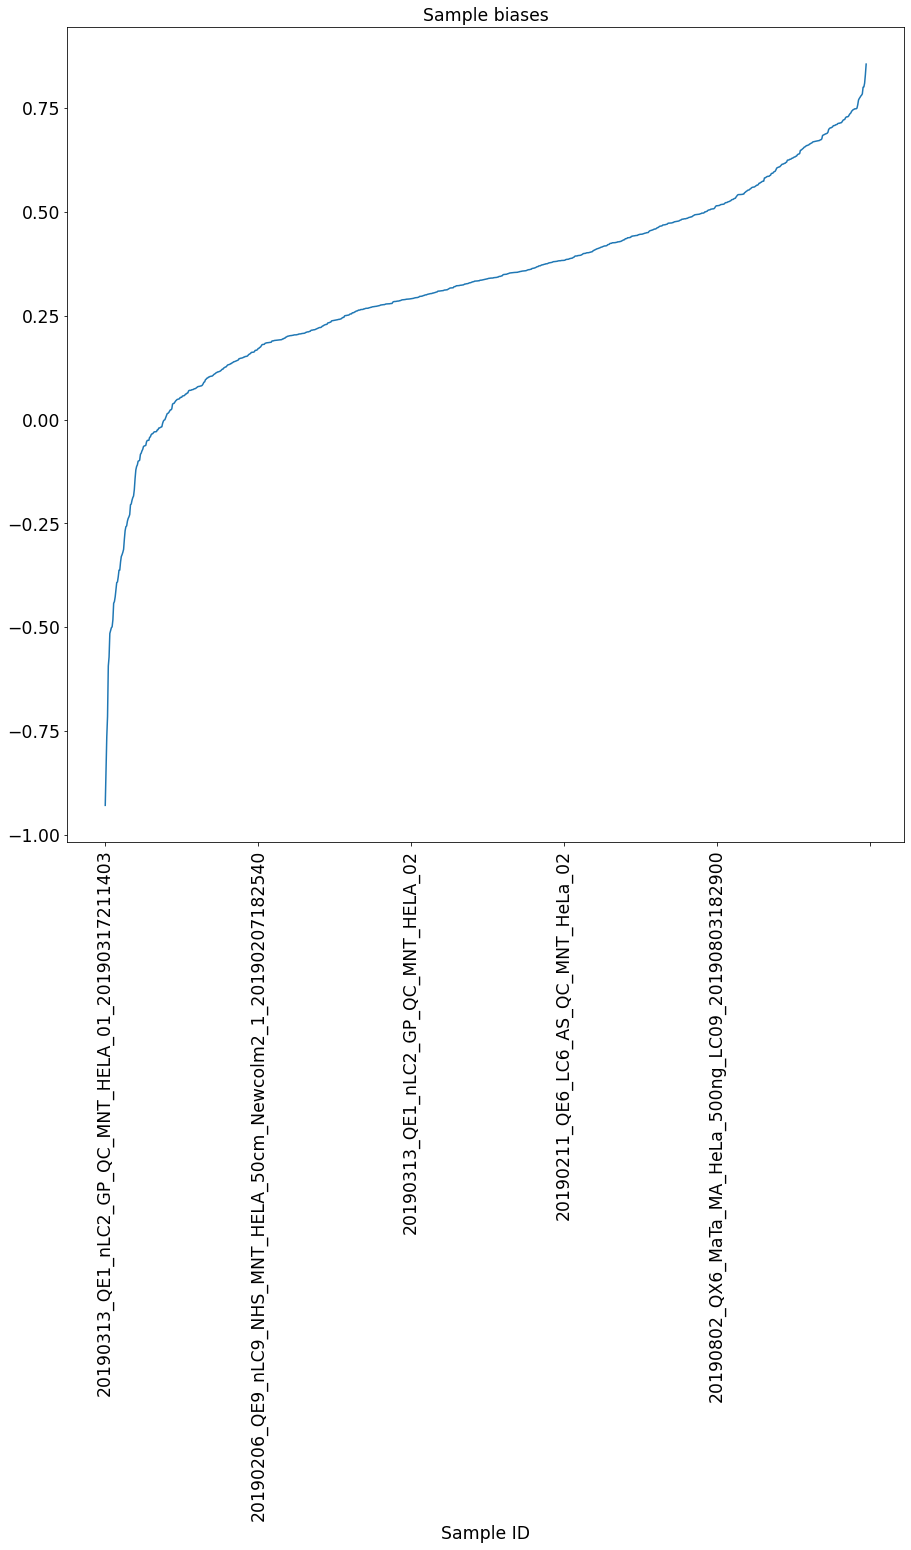 Sample biases
0.75
0.50
0.25
0.00
−0.25
−0.50
−0.75
−1.00
20190313_QE1_nLC2_GP_QC_MNT_HELA_01_20190317211403
20190206_QE9_nLC9_NHS_MNT_HELA_50cm_Newcolm2_1_20190207182540
20190313_QE1_nLC2_GP_QC_MNT_HELA_02
20190211_QE6_LC6_AS_QC_MNT_HeLa_02
20190802_QX6_MaTa_MA_HeLa_500ng_LC09_20190803182900
Sample ID